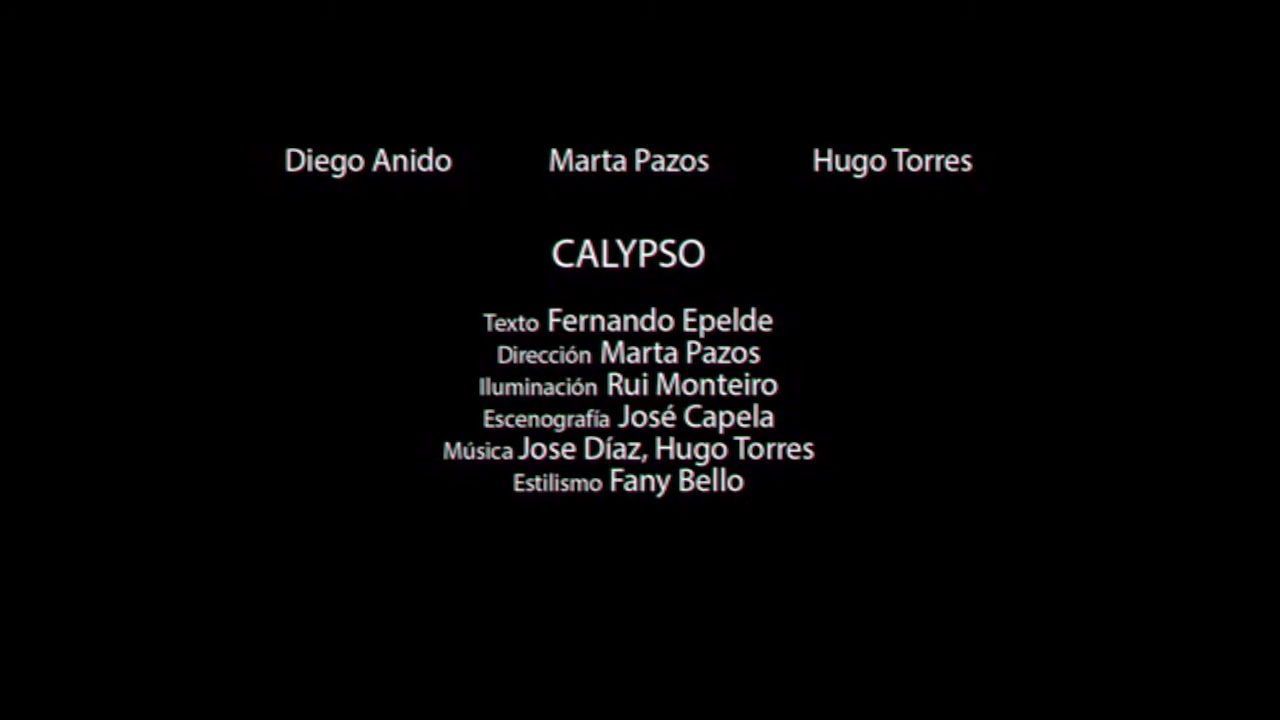 Diego Anido Marta Pazos Hugo Torres
CALYPSO
Texto Fernando Epelde
Dirección Marta Pazos
Iluminación Rui Monteiro
Escenografía José Capela
Música Jose Díaz, Hugo Torres
Estilismo Fany Bello